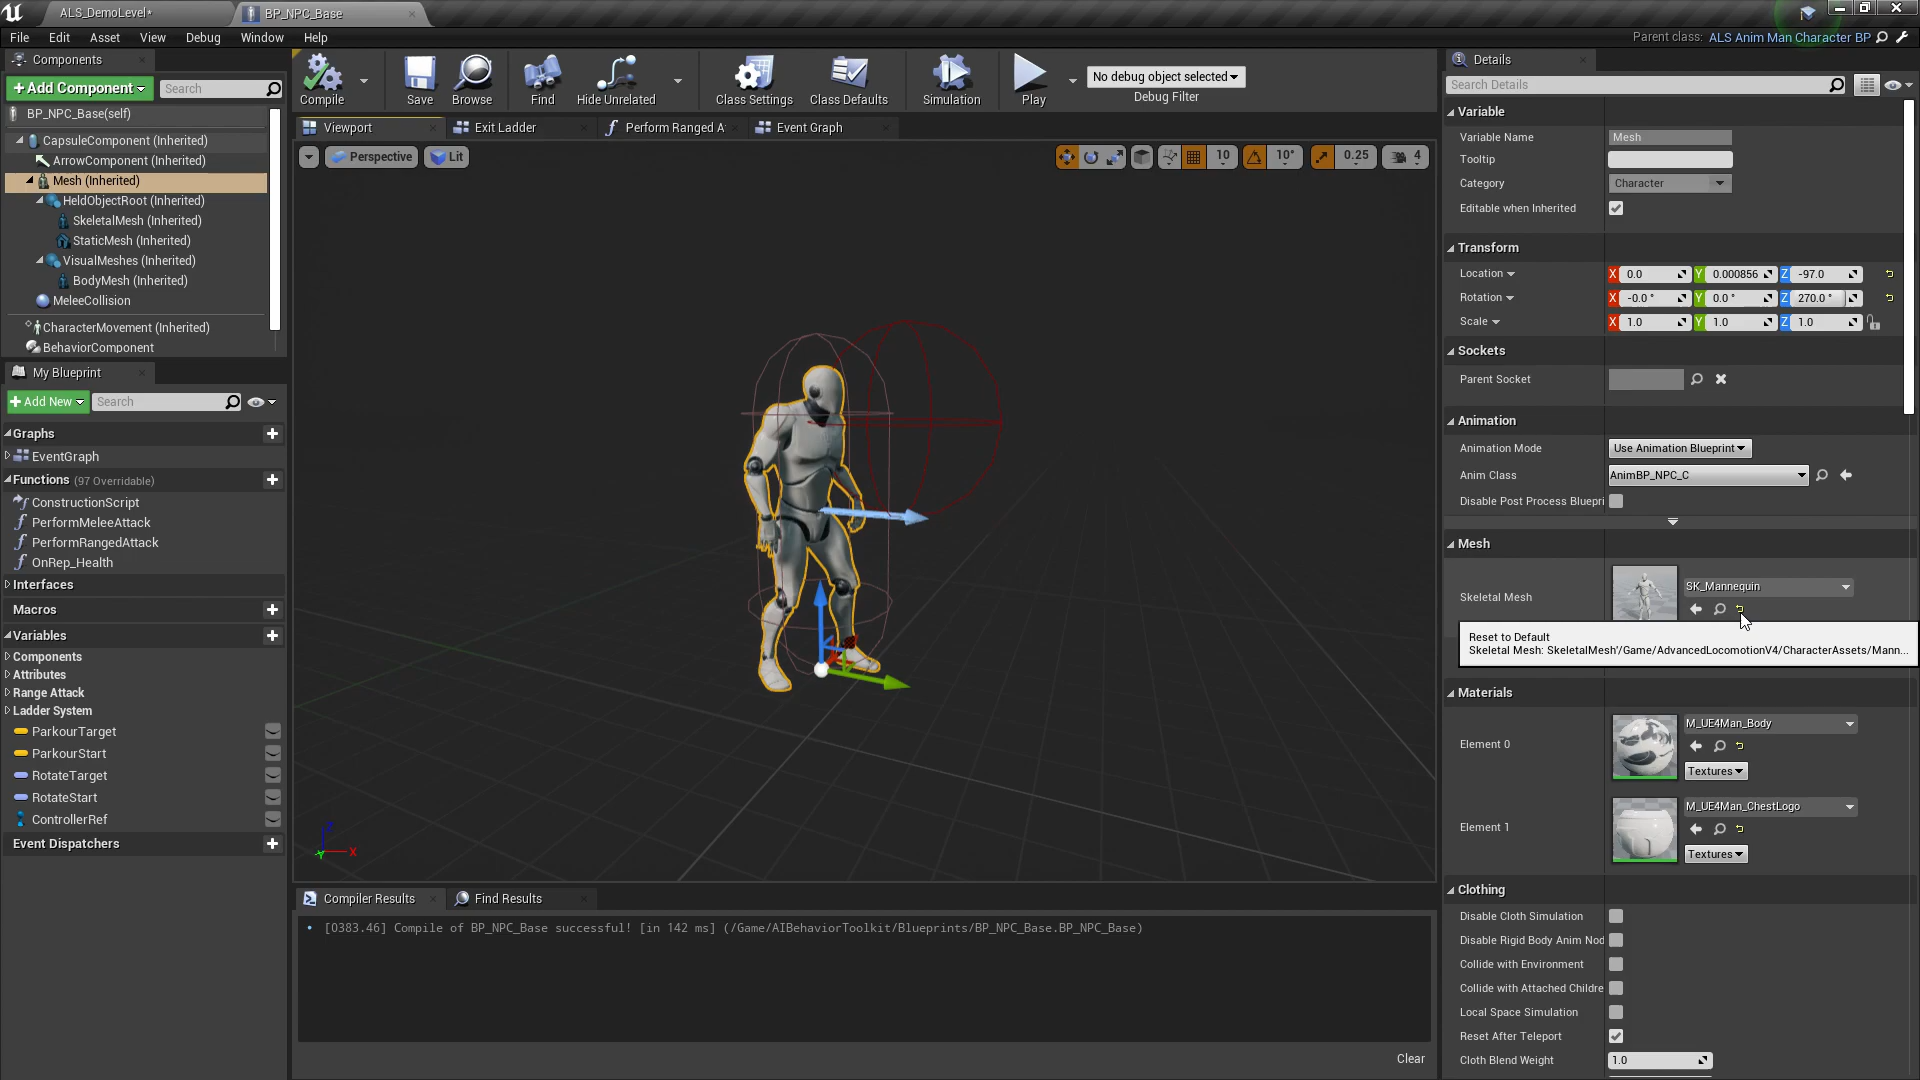 ALS_DemoLevel*
BP_NPC_Base
File Edit Asset View Debug Window Help
Parent class: ALS Anim Man Character BP
Components
+Add Component
Search
BP_NPC_Base(self)
CapsuleComponent (Inherited)
ArrowComponent (Inherited)
Mesh (Inherited)
HeldObjectRoot (Inherited)
SkeletalMesh (Inherited)
StaticMesh (Inherited)
VisualMeshes (Inherited)
BodyMesh (Inherited)
MeleeCollision
CharacterMovement (Inherited)
BehaviorComponent
My Blueprint
+Add New
Search
Graphs
EventGraph
Functions (97 Overridable)
ConstructionScript
PerformMeleeAttack
PerformRangedAttack
OnRep_Health
Interfaces
Macros
Variables
Components
Attributes
Range Attack
Ladder System
ParkourTarget
ParkourStart
RotateTarget
RotateStart
ControllerRef
Event Dispatchers
Compile Save Browse Find Hide Unrelated Class Settings Class Defaults Simulation Play
No debug object selected
Debug Filter
Viewport
Exit Ladder
Perform Ranged A
Event Graph
Perspective
Lit
10
10°
0.25
4
Z
X
Y
Compiler Results
Find Results
[0383.46] Compile of BP_NPC_Base successful! [in 142 ms] (/Game/AIBehaviorToolkit/Blueprints/BP_NPC_Base.BP_NPC_Base)
Clear
Details
Search Details
Variable
Variable Name Mesh
Tooltip
Category Character
Editable when Inherited
Transform
Location X 0.0 Y 0.000856 Z -97.0
Rotation X -0.0 ° Y 0.0 ° Z 270.0 °
Scale X 1.0 Y 1.0 Z 1.0
Sockets
Parent Socket
Animation
Animation Mode Use Animation Blueprint
Anim Class AnimBP_NPC_C
Disable Post Process Bluepri
Mesh
Skeletal Mesh
SK_Mannequin
Reset to Default
Skeletal Mesh: SkeletalMesh'/Game/AdvancedLocomotionV4/CharacterAssets/Mann...
Materials
Element 0
M_UE4Man_Body
Textures
Element 1
M_UE4Man_ChestLogo
Textures
Clothing
Disable Cloth Simulation
Disable Rigid Body Anim Nod
Collide with Environment
Collide with Attached Childre
Local Space Simulation
Reset After Teleport
Cloth Blend Weight 1.0